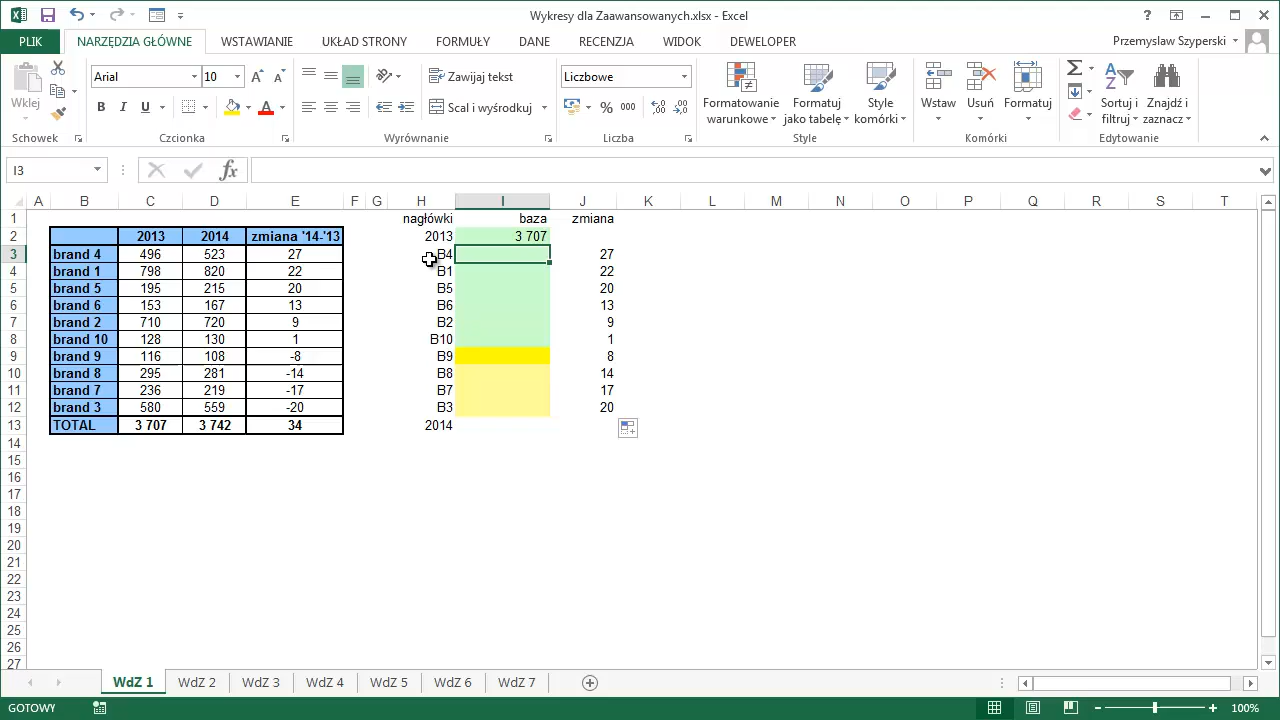 Wykresy dla Zaawansowanych.xlsx - Excel
PLIK NARZĘDZIA GŁÓWNE WSTAWIANIE UKŁAD STRONY FORMUŁY DANE RECENZJA WIDOK DEWELOPER Przemyslaw Szyperski
Wklej
Arial 10
Zawijaj tekst
Scal i wyśrodkuj
Liczbowe
% 000
Formatowanie warunkowe
Formatuj jako tabelę
Style komórki
Wstaw Usuń Formatuj
Sortuj i filtruj
Znajdź i zaznacz
Schowek Czcionka Wyrównanie Liczba Style Komórki Edytowanie
I3 fx
A B C D E F G H I J K L M N O P Q R S T
1 nagłówki baza zmiana
2 2013 2014 zmiana '14-'13 2013 3 707
3 brand 4 496 523 27 B4 27
4 brand 1 798 820 22 B1 22
5 brand 5 195 215 20 B5 20
6 brand 6 153 167 13 B6 13
7 brand 2 710 720 9 B2 9
8 brand 10 128 130 1 B10 1
9 brand 9 116 108 -8 B9 8
10 brand 8 295 281 -14 B8 14
11 brand 7 236 219 -17 B7 17
12 brand 3 580 559 -20 B3 20
13 TOTAL 3 707 3 742 34 2014
14
15
16
17
18
19
20
21
22
23
24
25
26
27
WdZ 1 WdZ 2 WdZ 3 WdZ 4 WdZ 5 WdZ 6 WdZ 7
GOTOWY 100%